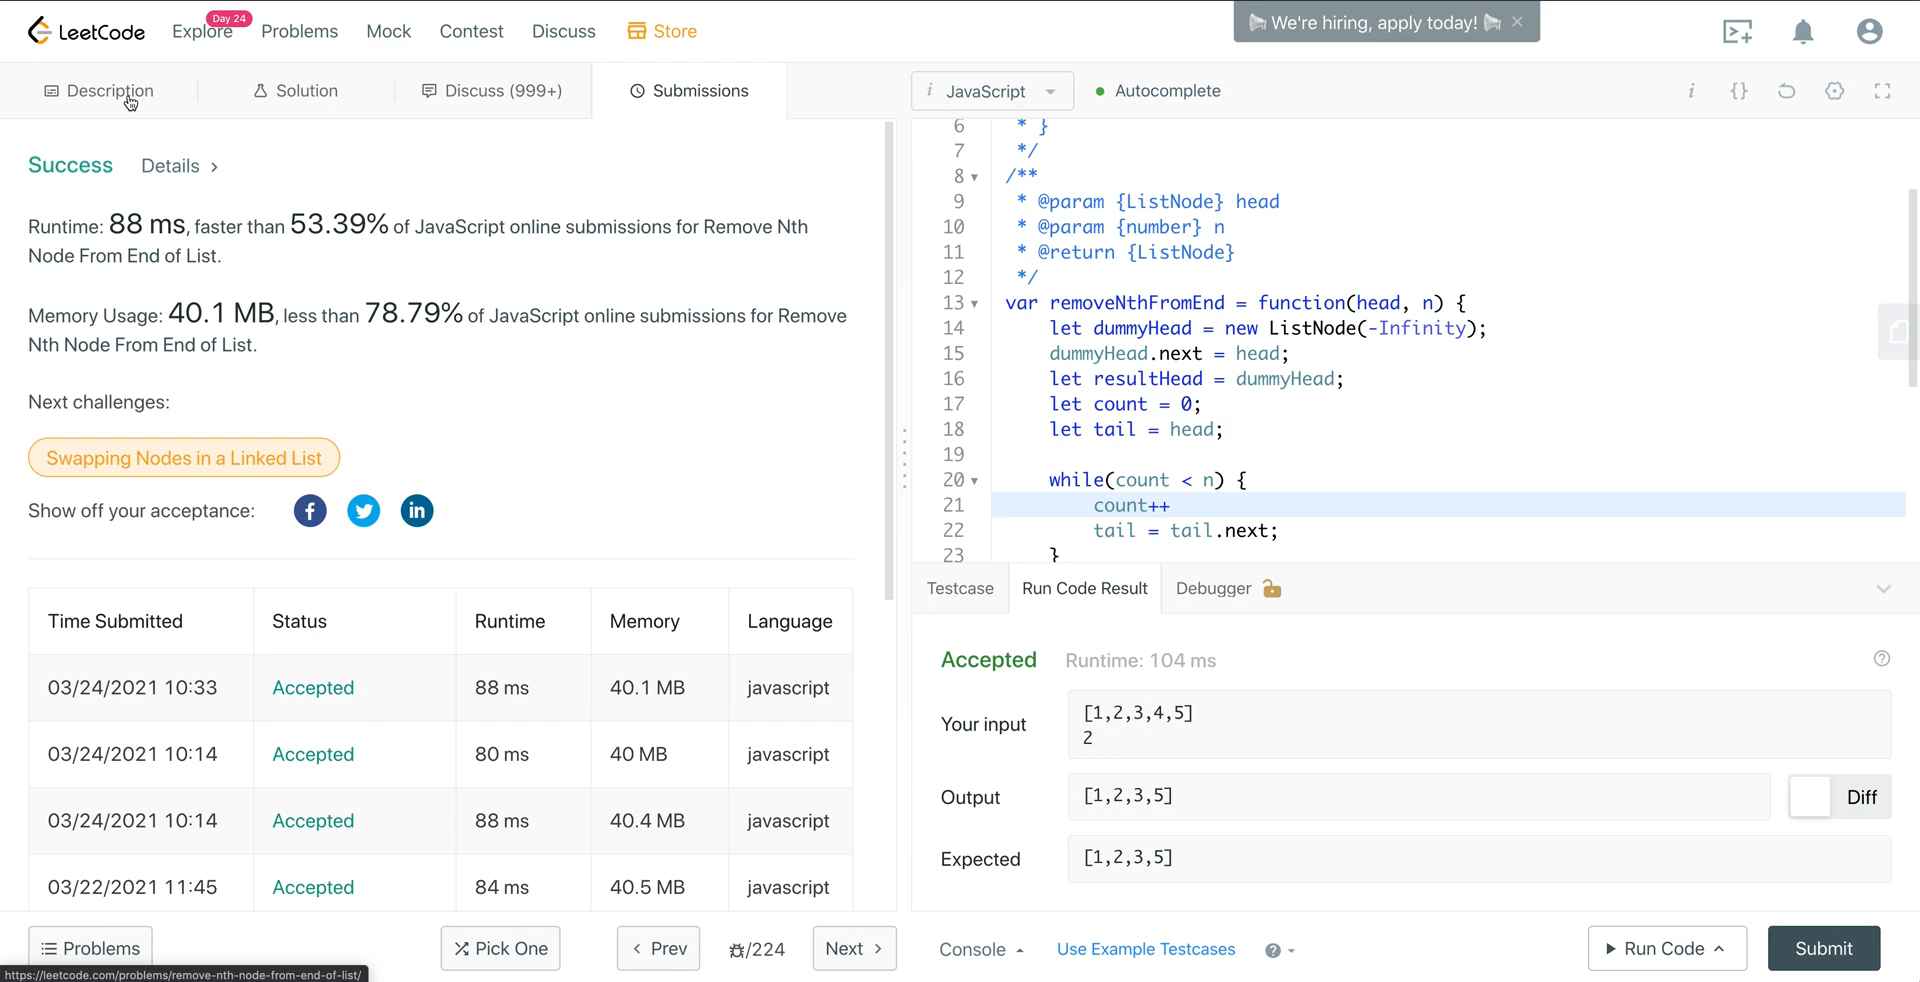 LeetCode
Explore
Day 24
Problems
Mock
Contest
Discuss
Store
We're hiring, apply today!
Description
Solution
Discuss (999+)
Submissions
i JavaScript
Autocomplete
Success
Details >
Runtime: 88 ms, faster than 53.39% of JavaScript online submissions for Remove Nth
Node From End of List.
Memory Usage: 40.1 MB, less than 78.79% of JavaScript online submissions for Remove
Nth Node From End of List.
Next challenges:
Swapping Nodes in a Linked List
Show off your acceptance:
Time Submitted Status Runtime Memory Language
03/24/2021 10:33 Accepted 88 ms 40.1 MB javascript
03/24/2021 10:14 Accepted 80 ms 40 MB javascript
03/24/2021 10:14 Accepted 88 ms 40.4 MB javascript
03/22/2021 11:45 Accepted 84 ms 40.5 MB javascript
6 * }
7 */
8 /**
9 * @param {ListNode} head
10 * @param {number} n
11 * @return {ListNode}
12 */
13 var removeNthFromEnd = function(head, n) {
14 let dummyHead = new ListNode(-Infinity);
15 dummyHead.next = head;
16 let resultHead = dummyHead;
17 let count = 0;
18 let tail = head;
19
20 while(count < n) {
21 count++
22 tail = tail.next;
23 }
Testcase
Run Code Result
Debugger
Accepted Runtime: 104 ms
Your input
[1,2,3,4,5]
2
Output
[1,2,3,5]
Diff
Expected
[1,2,3,5]
Problems
Pick One
< Prev
/224
Next >
Console
Use Example Testcases
Run Code
Submit
https://leetcode.com/problems/remove-nth-node-from-end-of-list/